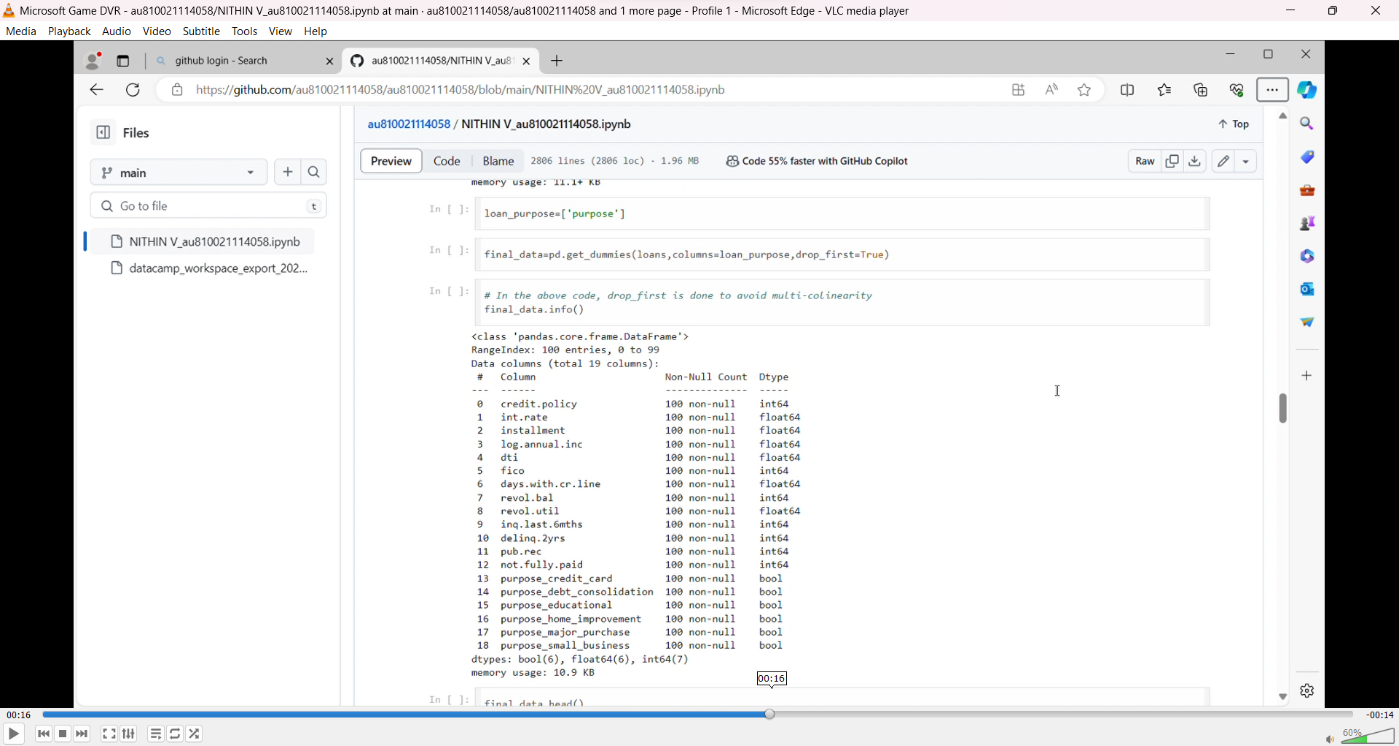 Microsoft Game DVR - au810021114058/NITHIN V_au810021114058.ipynb at main · au810021114058/au810021114058 and 1 more page - Profile 1 - Microsoft Edge - VLC media player
Media Playback Audio Video Subtitle Tools View Help
github login - Search
au810021114058/NITHIN V_au81
https://github.com/au810021114058/au810021114058/blob/main/NITHIN%20V_au810021114058.ipynb
Files
au810021114058 / NITHIN V_au810021114058.ipynb
Top
main
Preview Code Blame 2806 lines (2806 loc) · 1.96 MB Code 55% faster with GitHub Copilot Raw
Go to file t
NITHIN V_au810021114058.ipynb
datacamp_workspace_export_202...
memory usage: 11.1+ KB
In [ ]: loan_purpose=['purpose']
In [ ]: final_data=pd.get_dummies(loans,columns=loan_purpose,drop_first=True)
In [ ]: # In the above code, drop_first is done to avoid multi-colinearity
final_data.info()
<class 'pandas.core.frame.DataFrame'>
RangeIndex: 100 entries, 0 to 99
Data columns (total 19 columns):
# Column Non-Null Count Dtype
--- ------ -------------- -----
0 credit.policy 100 non-null int64
1 int.rate 100 non-null float64
2 installment 100 non-null float64
3 log.annual.inc 100 non-null float64
4 dti 100 non-null float64
5 fico 100 non-null int64
6 days.with.cr.line 100 non-null float64
7 revol.bal 100 non-null int64
8 revol.util 100 non-null float64
9 inq.last.6mths 100 non-null int64
10 delinq.2yrs 100 non-null int64
11 pub.rec 100 non-null int64
12 not.fully.paid 100 non-null int64
13 purpose_credit_card 100 non-null bool
14 purpose_debt_consolidation 100 non-null bool
15 purpose_educational 100 non-null bool
16 purpose_home_improvement 100 non-null bool
17 purpose_major_purchase 100 non-null bool
18 purpose_small_business 100 non-null bool
dtypes: bool(6), float64(6), int64(7)
memory usage: 10.9 KB
00:16
In [ ]: final_data.head()
00:16
-00:14
60%